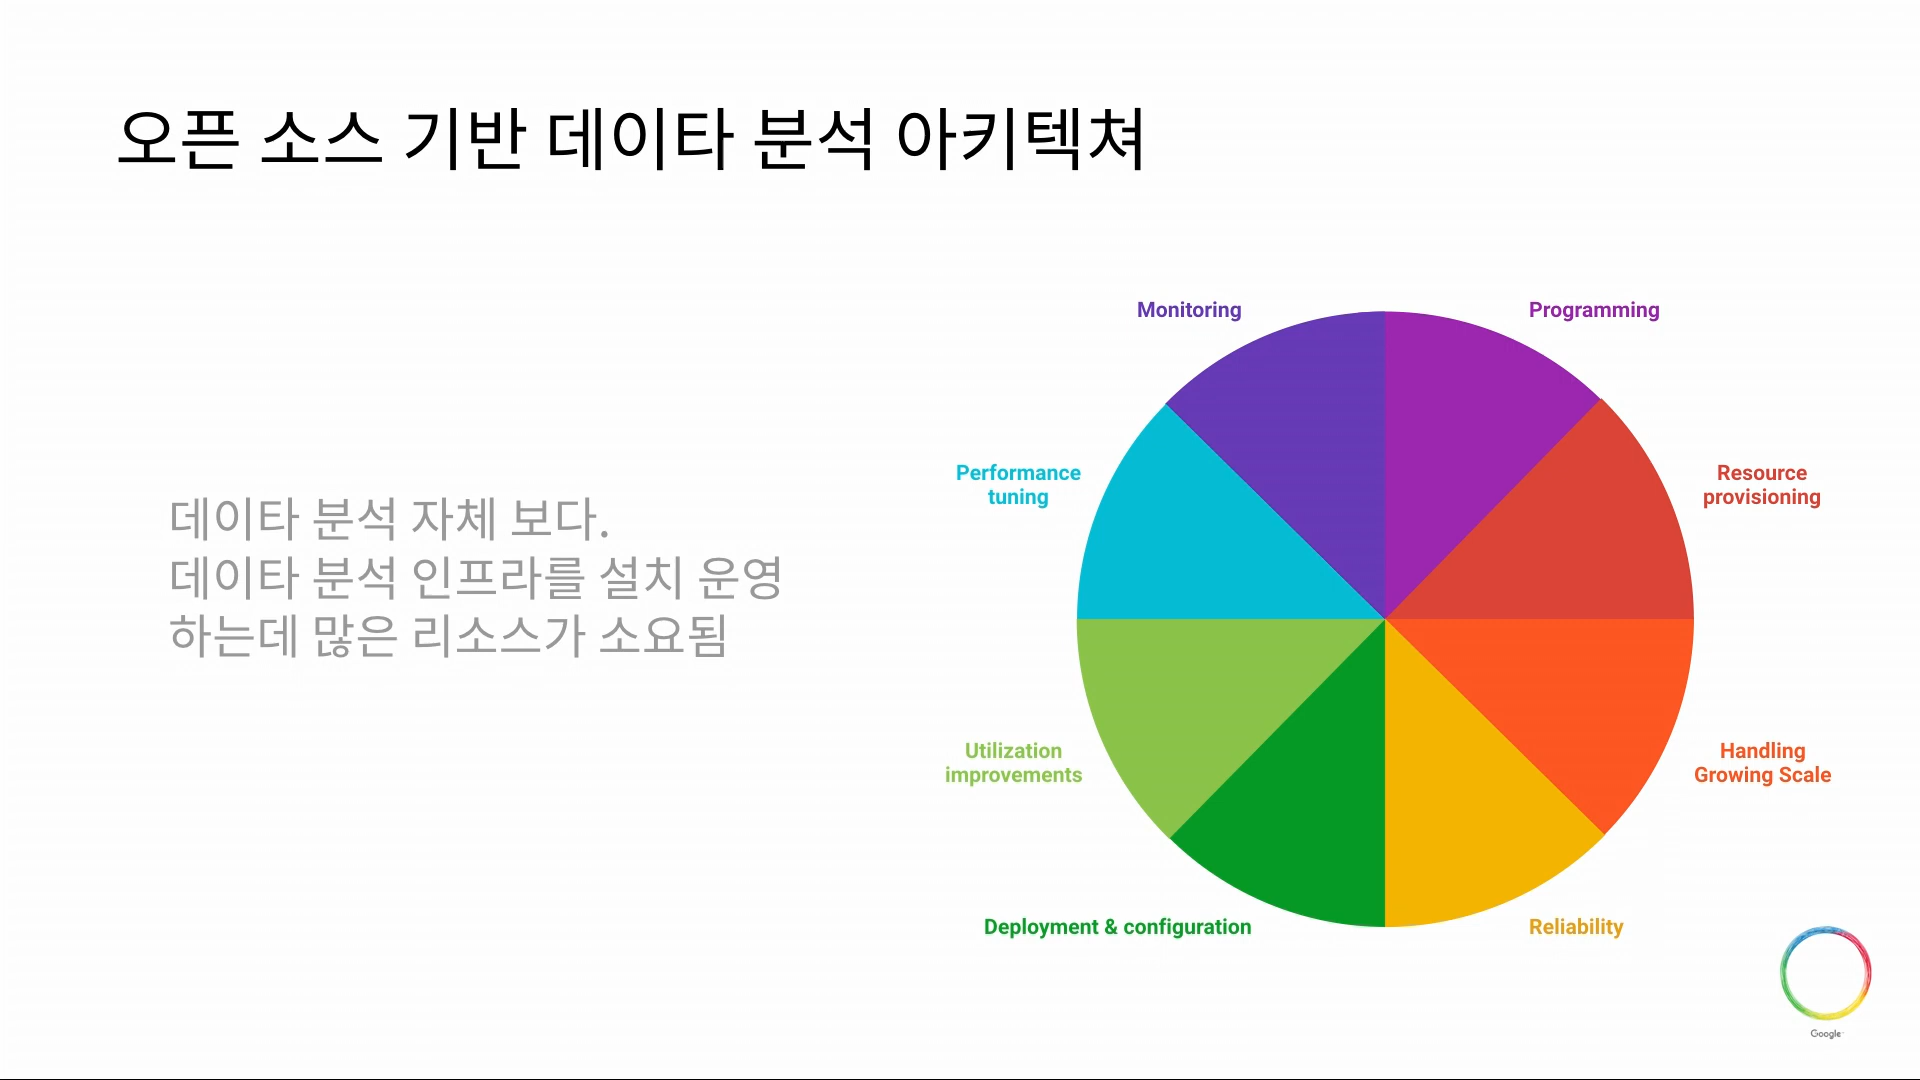 오픈 소스 기반 데이타 분석 아키텍쳐
데이타 분석 자체 보다.
데이타 분석 인프라를 설치 운영
하는데 많은 리소스가 소요됨
Monitoring
Programming
Performance
tuning
Resource
provisioning
Utilization
improvements
Handling
Growing Scale
Deployment & configuration
Reliability
Google